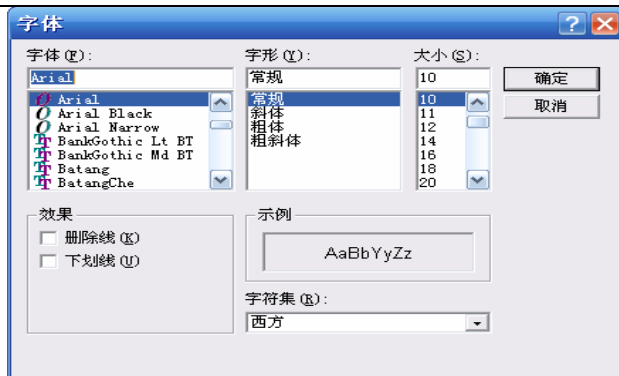 字体
字体(F):
Arial
Arial
Arial Black
Arial Narrow
BankGothic Lt BT
BankGothic Md BT
Batang
BatangChe
字形(Y):
常规
常规
斜体
粗体
粗斜体
大小(S):
10
10
11
12
14
16
18
20
确定
取消
效果
删除线(K)
下划线(U)
示例
AaBbYyZz
字符集(R):
西方